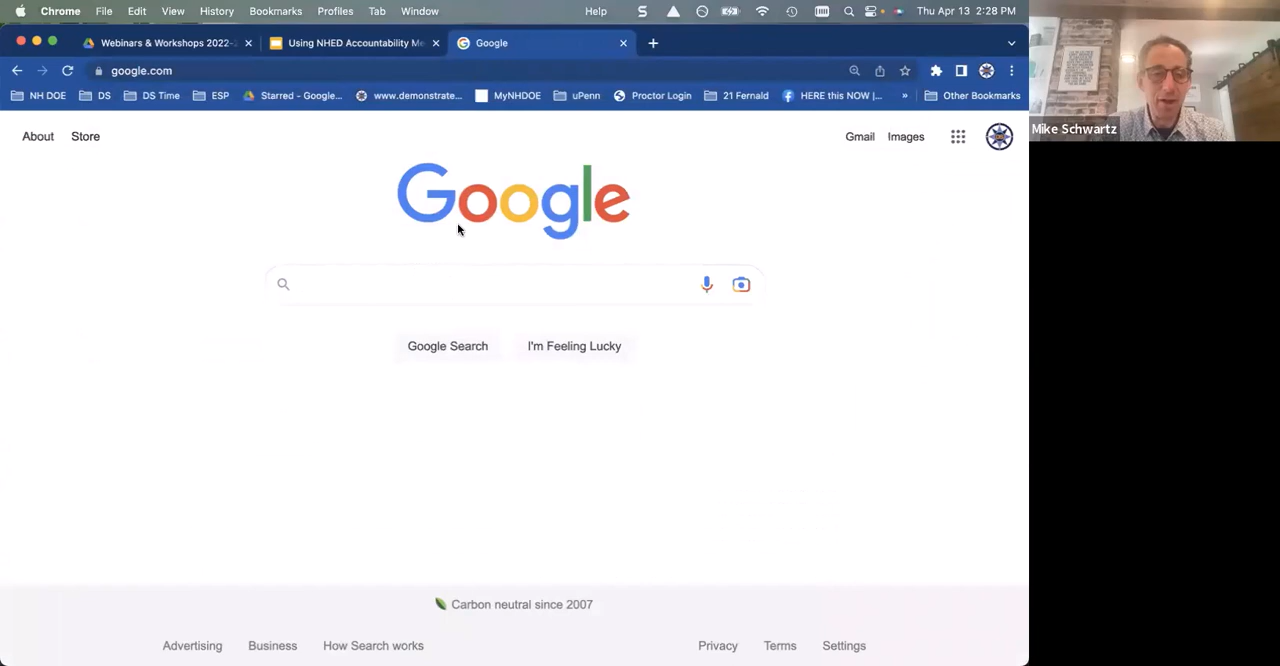 Chrome File Edit View History Bookmarks Profiles Tab Window Help Thu Apr 13 2:28 PM
Webinars & Workshops 2022-2 Using NHED Accountability Me Google
google.com
NH DOE DS DS Time ESP Starred - Google... www.demonstrate... MyNHDOE uPenn Proctor Login 21 Fernald HERE this NOW |... » Other Bookmarks
Mike Schwartz
About Store Gmail Images
Google
Google Search I'm Feeling Lucky
Carbon neutral since 2007
Advertising Business How Search works Privacy Terms Settings